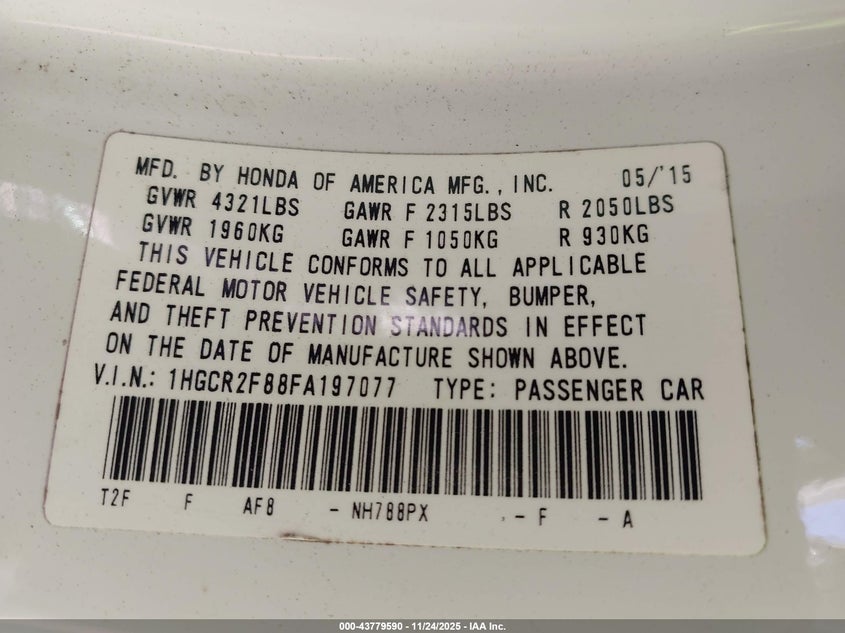 MFD. BY HONDA OF AMERICA MFG., INC. 05/'15
GVWR 4321LBS GAWR F 2315LBS R 2050LBS
GVWR 1960KG GAWR F 1050KG R 930KG
THIS VEHICLE CONFORMS TO ALL APPLICABLE
FEDERAL MOTOR VEHICLE SAFETY, BUMPER,
AND THEFT PREVENTION STANDARDS IN EFFECT
ON THE DATE OF MANUFACTURE SHOWN ABOVE.
V.I.N.: 1HGCR2F88FA197077 TYPE: PASSENGER CAR
T2F F AF8 - NH788PX - F - A
000-43779590 - 11/24/2025 - IAA Inc.